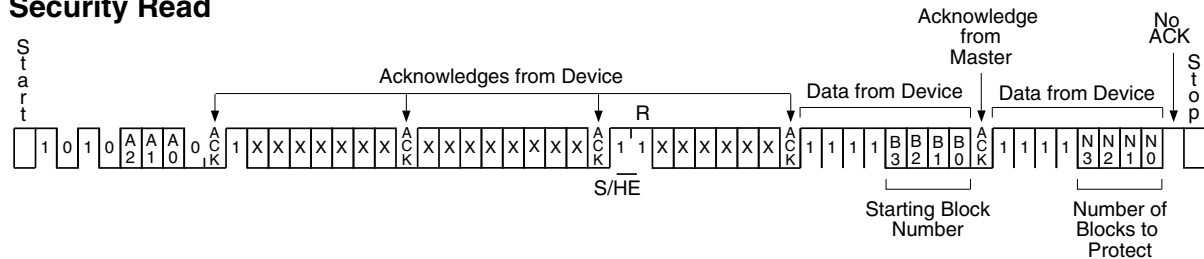 Security Read
Start
Acknowledges from Device
R
Data from Device
Acknowledge
from
Master
Data from Device
No
ACK
Stop
1 0 1 0 A2 A1 A0 0 ACK 1 X X X X X X X ACK X X X X X X X X ACK 1 1 X X X X X X ACK 1 1 1 1 B3 B2 B1 B0 ACK 1 1 1 1 N3 N2 N1 N0
S/HE
Starting Block
Number
Number of
Blocks to
Protect